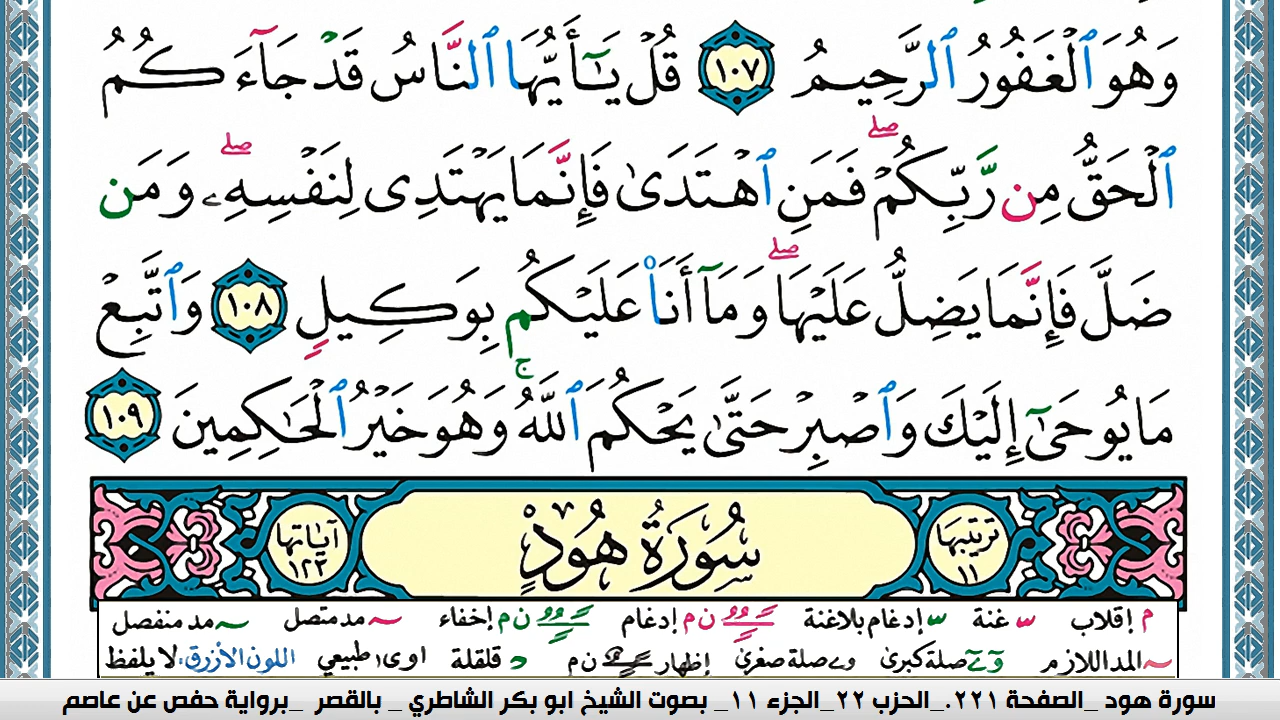 وَهُوَ ٱلْغَفُورُ ٱلرَّحِيمُ ١٠٧ قُلْ يَـٰٓأَيُّهَا ٱلنَّاسُ قَدْ جَآءَكُمُ
ٱلْحَقُّ مِن رَّبِّكُمْ ۖ فَمَنِ ٱهْتَدَىٰ فَإِنَّمَا يَهْتَدِى لِنَفْسِهِۦ ۖ وَمَن
ضَلَّ فَإِنَّمَا يَضِلُّ عَلَيْهَا ۖ وَمَآ أَنَا۠ عَلَيْكُم بِوَكِيلٍ ١٠٨ وَٱتَّبِعْ
مَا يُوحَىٰٓ إِلَيْكَ وَٱصْبِرْ حَتَّىٰ يَحْكُمَ ٱللَّهُ ۚ وَهُوَ خَيْرُ ٱلْحَـٰكِمِينَ ١٠٩
ترتيبها ١١ سُورَةُ هُودٍ آياتها ١٢٣
م إقلاب غنة إدغام بلاغنة ن م إدغام ن م إخفاء مد متصل مد منفصل
المد اللازم صلة كبرى و ے صلة صغرى إظهار ن م قلقلة د اوى ا طبيعي اللون الأزرق: لا يلفظ
سورة هود _الصفحة ٢٢١._الحزب ٢٢_الجزء ١١_ بصوت الشيخ ابو بكر الشاطري _ بالقصر _برواية حفص عن عاصم